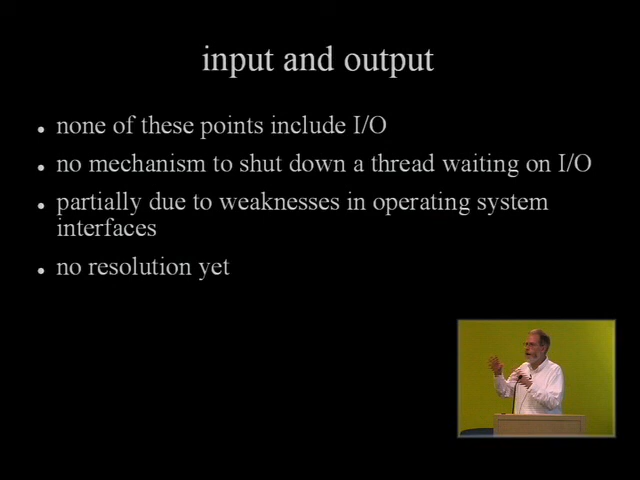 input and output
none of these points include I/O
no mechanism to shut down a thread waiting on I/O
partially due to weaknesses in operating system
interfaces
no resolution yet